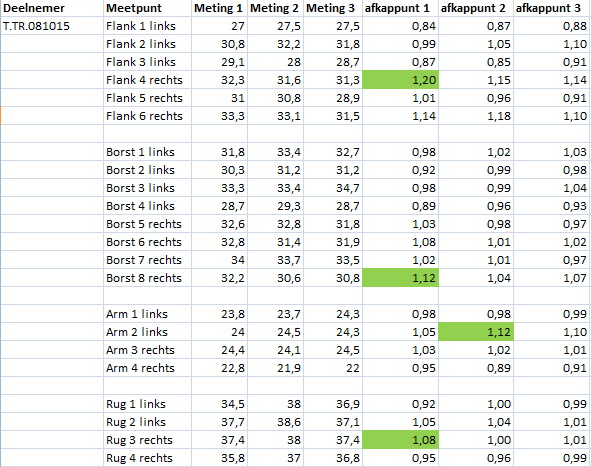 Deelnemer Meetpunt Meting 1 Meting 2 Meting 3 afkappunt 1 afkappunt 2 afkappunt 3
T.TR.081015 Flank 1 links 27 27,5 27,5 0,84 0,87 0,88
Flank 2 links 30,8 32,2 31,8 0,99 1,05 1,10
Flank 3 links 29,1 28 28,7 0,87 0,85 0,91
Flank 4 rechts 32,3 31,6 31,3 1,20 1,15 1,14
Flank 5 rechts 31 30,8 28,9 1,01 0,96 0,91
Flank 6 rechts 33,3 33,1 31,5 1,14 1,18 1,10
Borst 1 links 31,8 33,4 32,7 0,98 1,02 1,03
Borst 2 links 30,3 31,2 31,2 0,92 0,99 0,98
Borst 3 links 33,3 33,4 34,7 0,98 0,99 1,04
Borst 4 links 28,7 29,3 28,7 0,89 0,96 0,93
Borst 5 rechts 32,6 32,8 31,8 1,03 0,98 0,97
Borst 6 rechts 32,8 31,4 31,9 1,08 1,01 1,02
Borst 7 rechts 34 33,7 33,5 1,02 1,01 0,97
Borst 8 rechts 32,2 30,6 30,8 1,12 1,04 1,07
Arm 1 links 23,8 23,7 24,3 0,98 0,98 0,99
Arm 2 links 24 24,5 24,3 1,05 1,12 1,10
Arm 3 rechts 24,4 24,1 24,5 1,03 1,02 1,01
Arm 4 rechts 22,8 21,9 22 0,95 0,89 0,91
Rug 1 links 34,5 38 36,9 0,92 1,00 0,99
Rug 2 links 37,7 38,6 37,1 1,05 1,04 1,01
Rug 3 rechts 37,4 38 37,4 1,08 1,00 1,01
Rug 4 rechts 35,8 37 36,8 0,95 0,96 0,99